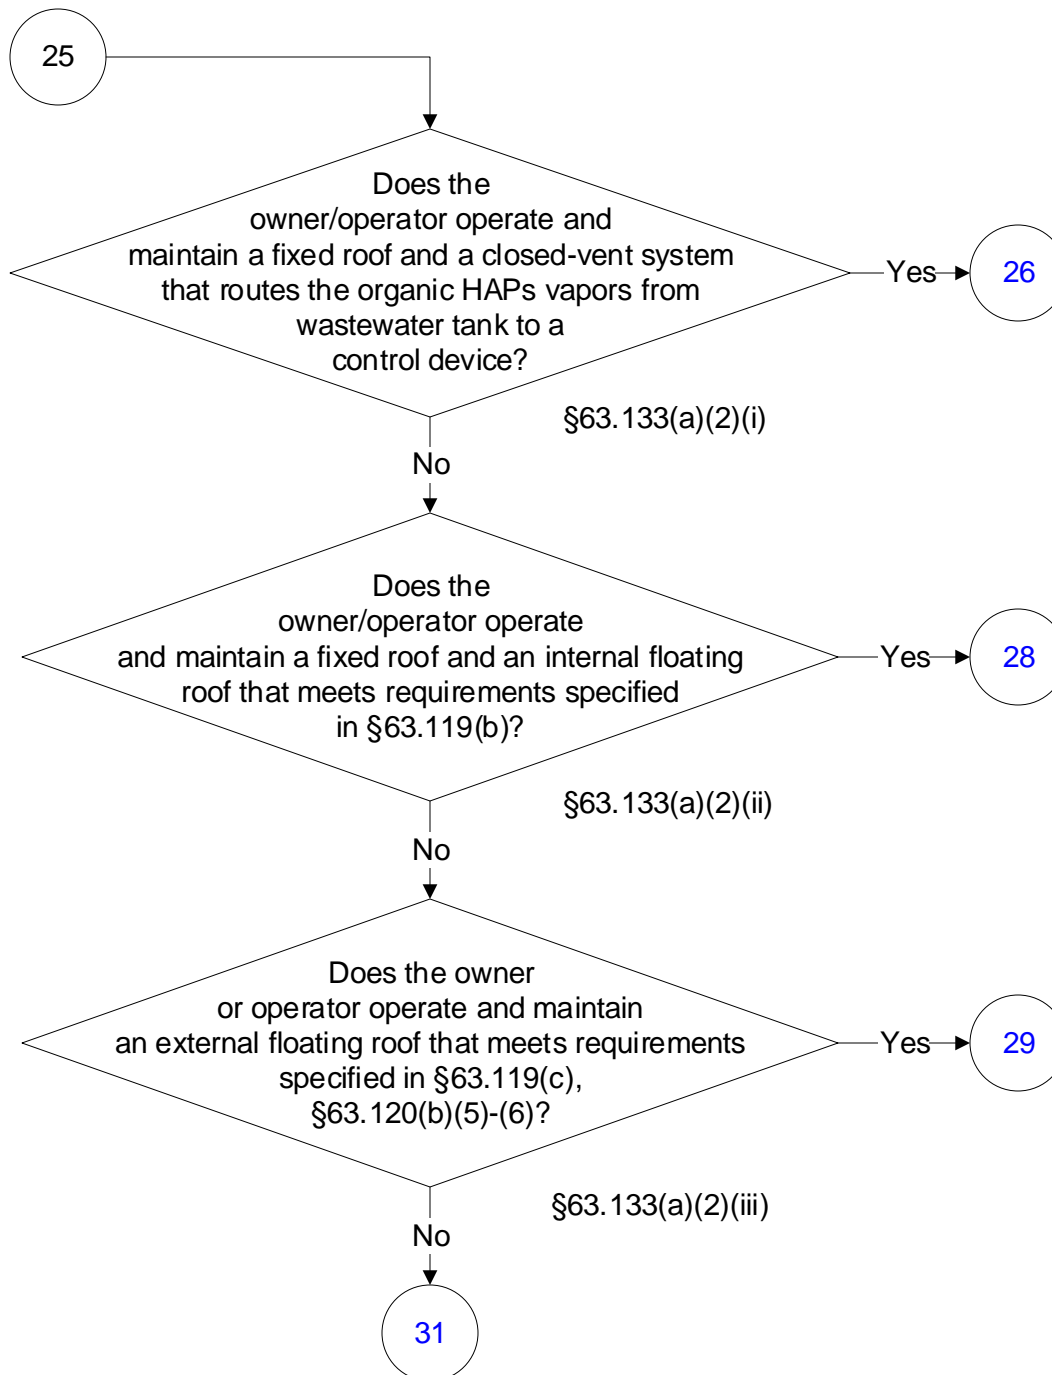 25
Does the
owner/operator operate and
maintain a fixed roof and a closed-vent system
that routes the organic HAPs vapors from
wastewater tank to a
control device?
Yes
26
§63.133(a)(2)(i)
No
Does the
owner/operator operate
and maintain a fixed roof and an internal floating
roof that meets requirements specified
in §63.119(b)?
Yes
28
§63.133(a)(2)(ii)
No
Does the owner
or operator operate and maintain
an external floating roof that meets requirements
specified in §63.119(c),
§63.120(b)(5)-(6)?
Yes
29
§63.133(a)(2)(iii)
No
31